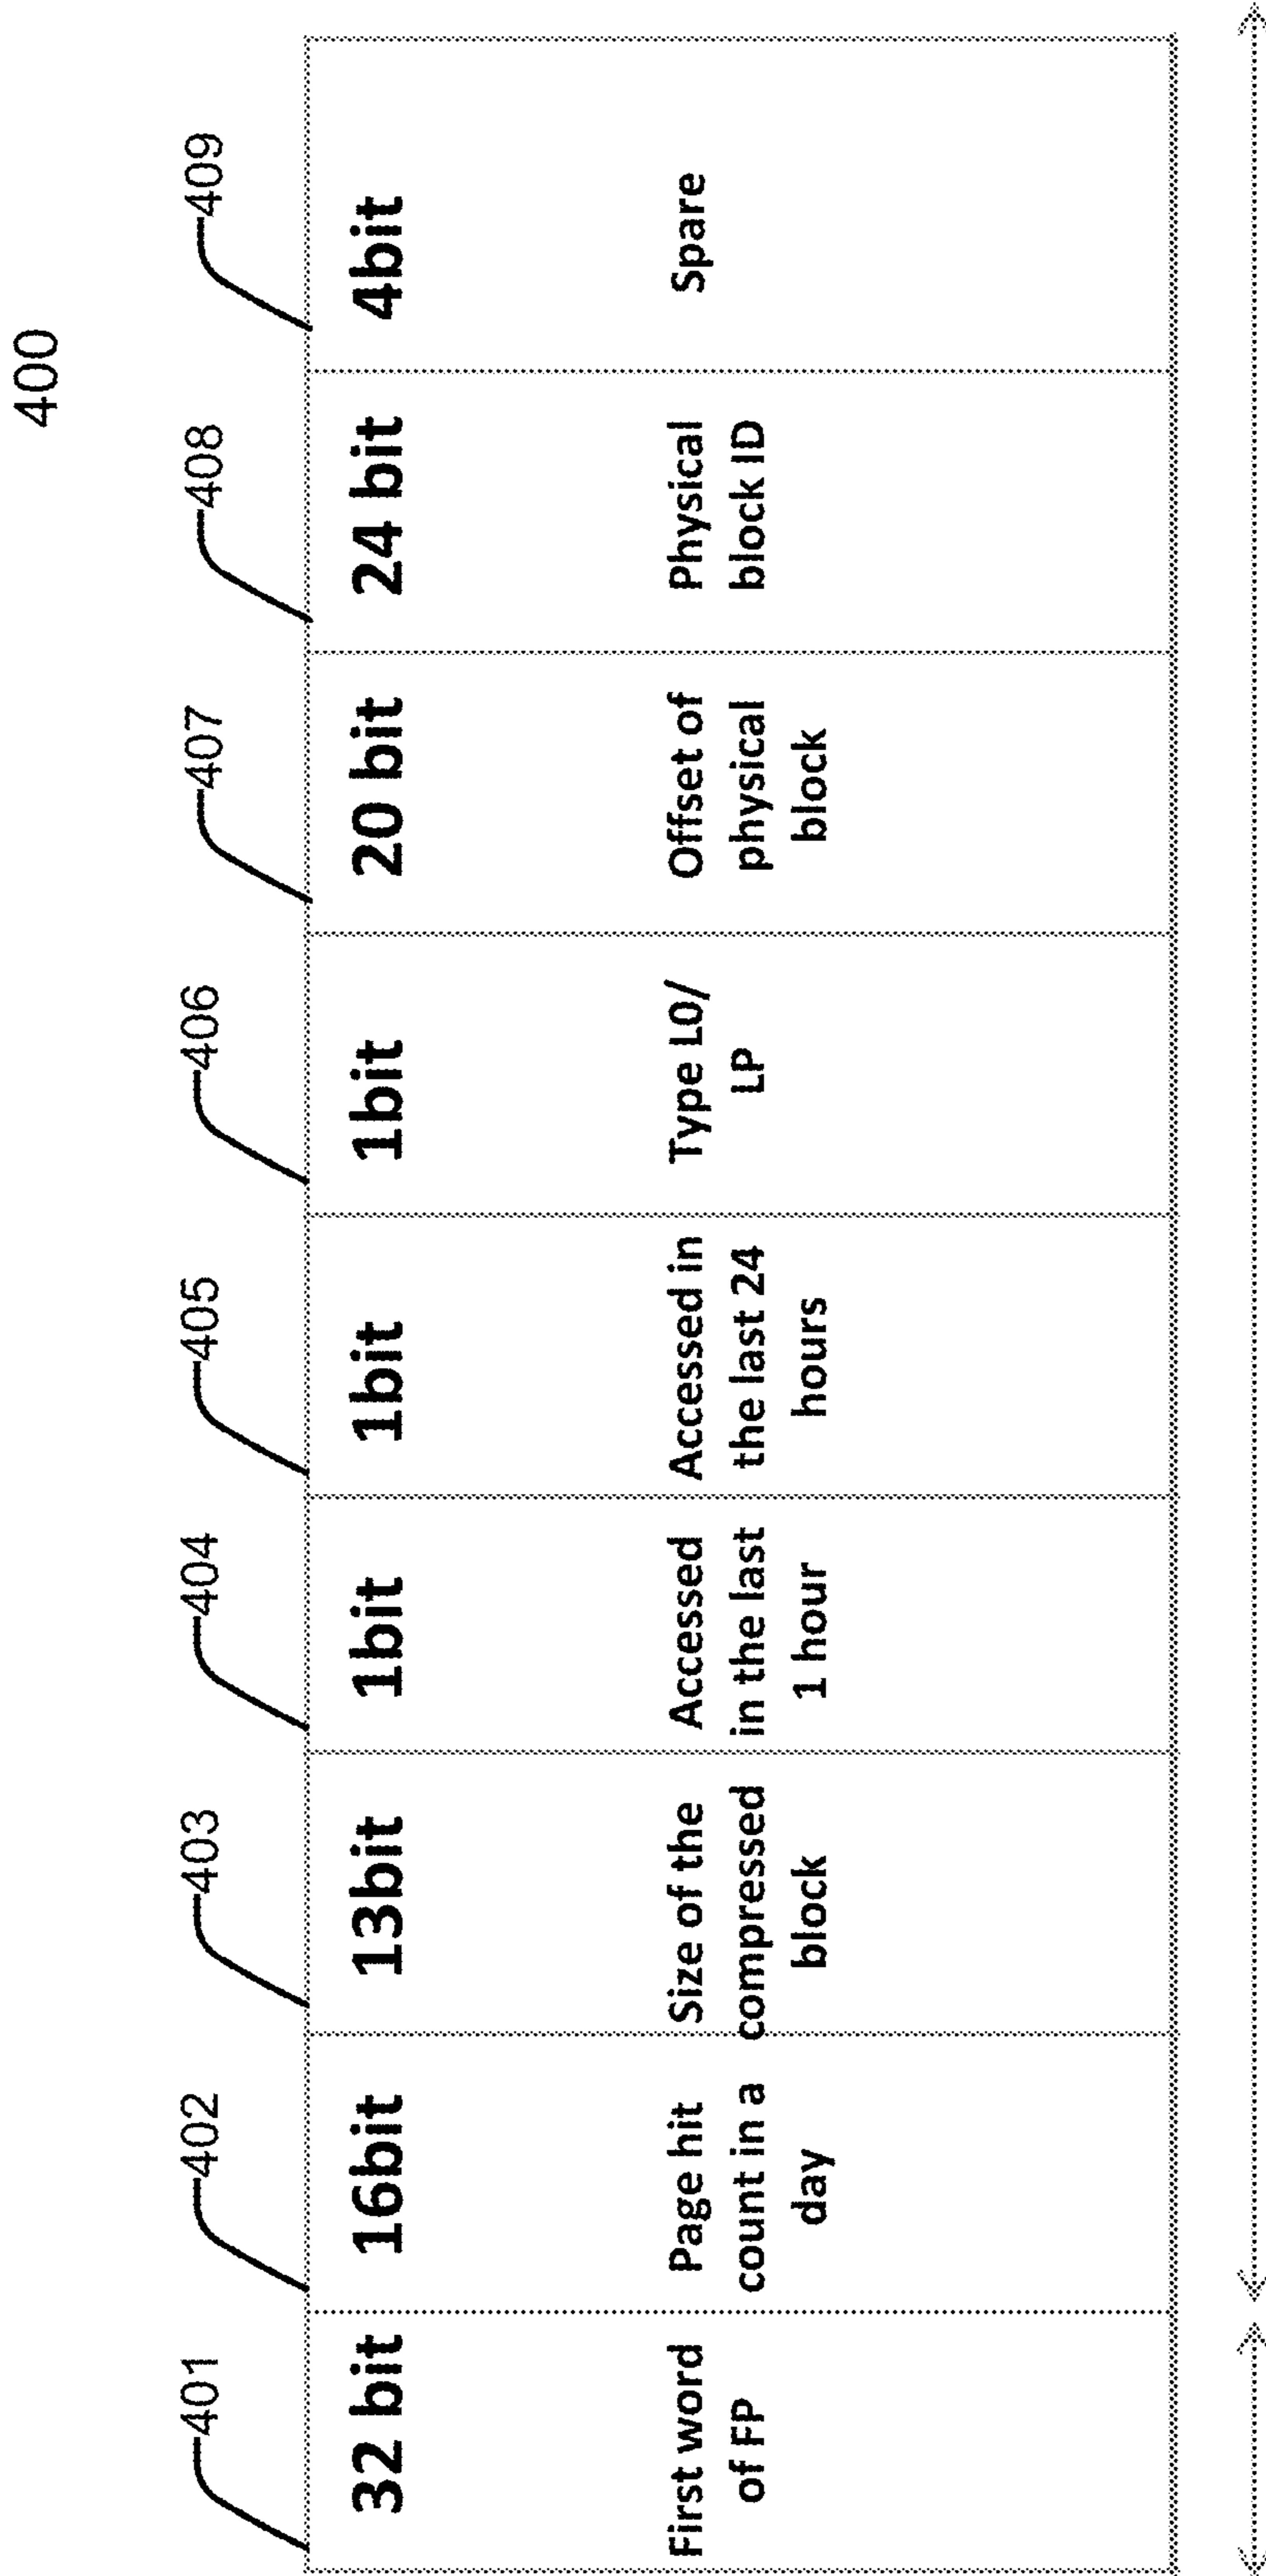 400
401
402
403
404
405
406
407
408
409
32 bit
16bit
13bit
1bit
1bit
1bit
20 bit
24 bit
4bit
First word
of FP
Page hit
count in a
day
Size of the
compressed
block
Accessed
in the last
1 hour
Accessed in
the last 24
hours
Type L0/
LP
Offset of
physical
block
Physical
block ID
Spare